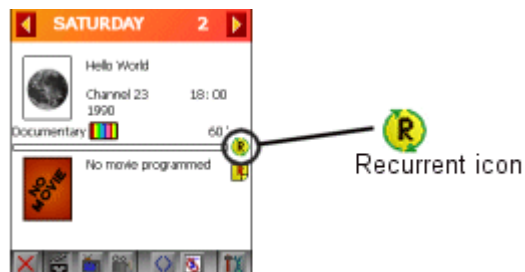 SATURDAY 2
Hello World
Channel 23 18:00
1990
Documentary 60'
R
R
Recurrent icon
No movie programmed
NO
MOVIE